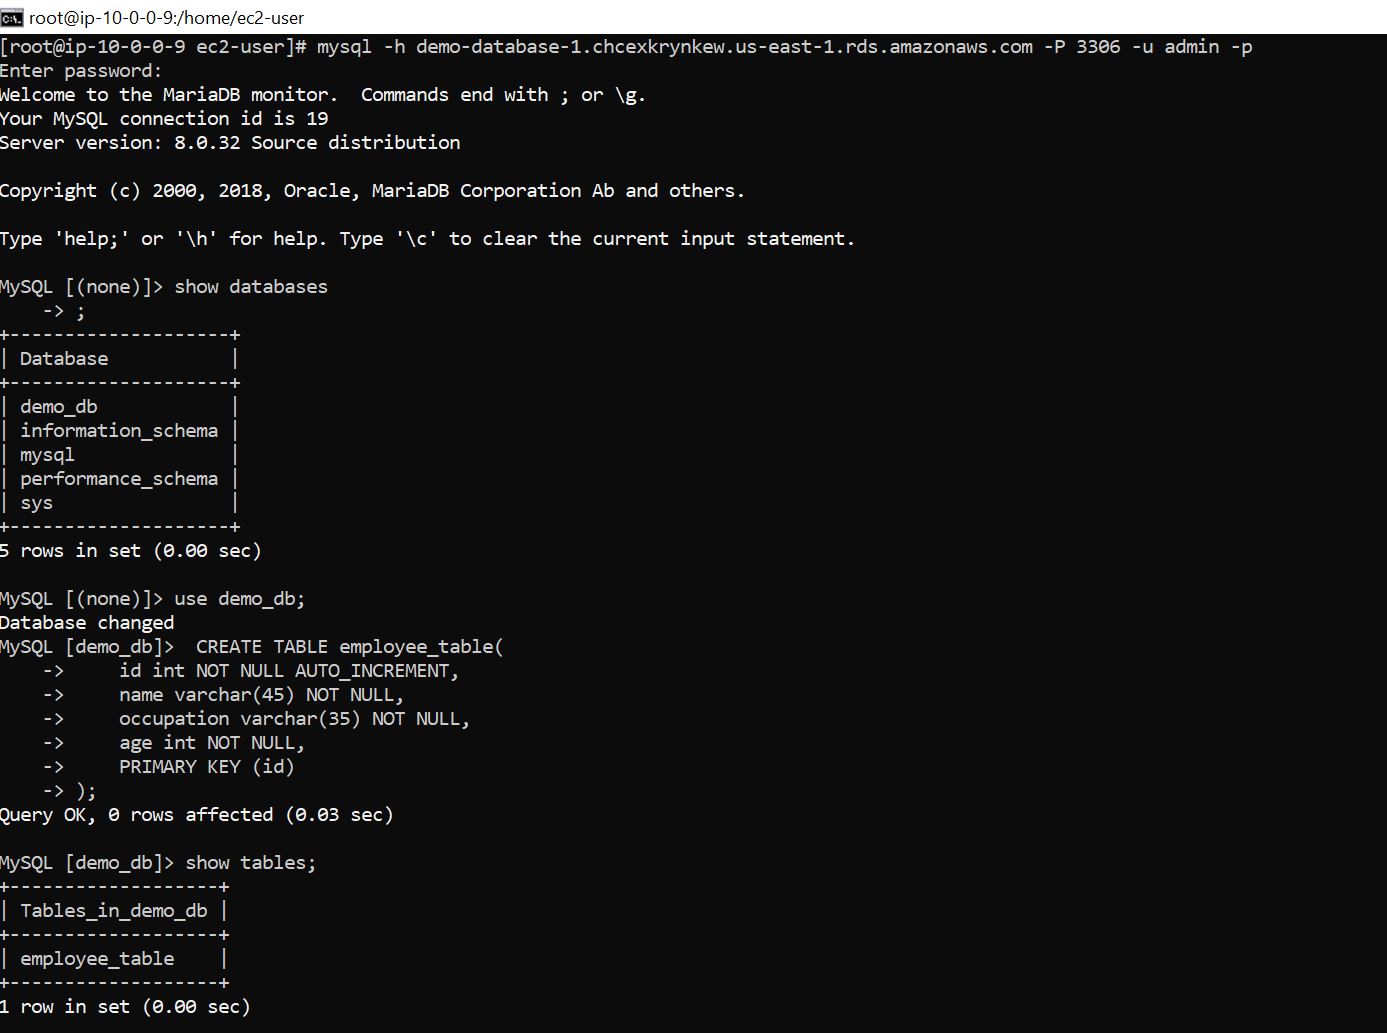 root@ip-10-0-0-9:/home/ec2-user
[root@ip-10-0-0-9 ec2-user]# mysql -h demo-database-1.chcexkrynkew.us-east-1.rds.amazonaws.com -P 3306 -u admin -p
Enter password:
Welcome to the MariaDB monitor.  Commands end with ; or \g.
Your MySQL connection id is 19
Server version: 8.0.32 Source distribution

Copyright (c) 2000, 2018, Oracle, MariaDB Corporation Ab and others.

Type 'help;' or '\h' for help. Type '\c' to clear the current input statement.

MySQL [(none)]> show databases
    -> ;
+--------------------+
| Database           |
+--------------------+
| demo_db            |
| information_schema |
| mysql              |
| performance_schema |
| sys                |
+--------------------+
5 rows in set (0.00 sec)

MySQL [(none)]> use demo_db;
Database changed
MySQL [demo_db]>  CREATE TABLE employee_table(
    ->     id int NOT NULL AUTO_INCREMENT,
    ->     name varchar(45) NOT NULL,
    ->     occupation varchar(35) NOT NULL,
    ->     age int NOT NULL,
    ->     PRIMARY KEY (id)
    -> );
Query OK, 0 rows affected (0.03 sec)

MySQL [demo_db]> show tables;
+-------------------+
| Tables_in_demo_db |
+-------------------+
| employee_table    |
+-------------------+
1 row in set (0.00 sec)